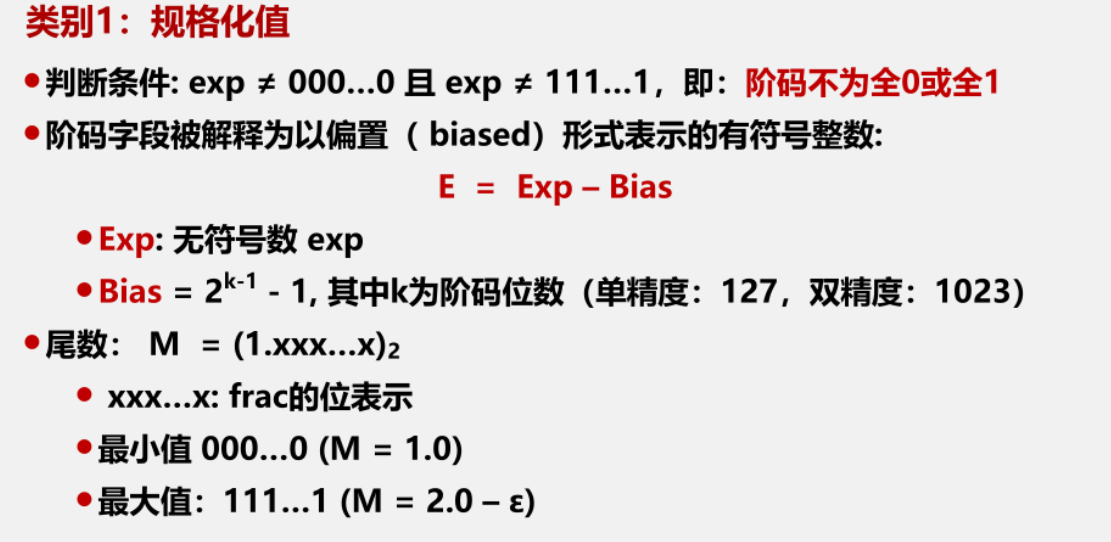 类别1：规格化值
•判断条件: exp ≠ 000…0 且 exp ≠ 111…1，即：阶码不为全0或全1
•阶码字段被解释为以偏置（ biased）形式表示的有符号整数:
E = Exp – Bias
•Exp: 无符号数 exp
•Bias = 2ᵏ⁻¹ - 1, 其中k为阶码位数（单精度：127，双精度：1023）
•尾数： M = (1.xxx…x)₂
• xxx…x: frac的位表示
•最小值 000…0 (M = 1.0)
•最大值：111…1 (M = 2.0 – ε)